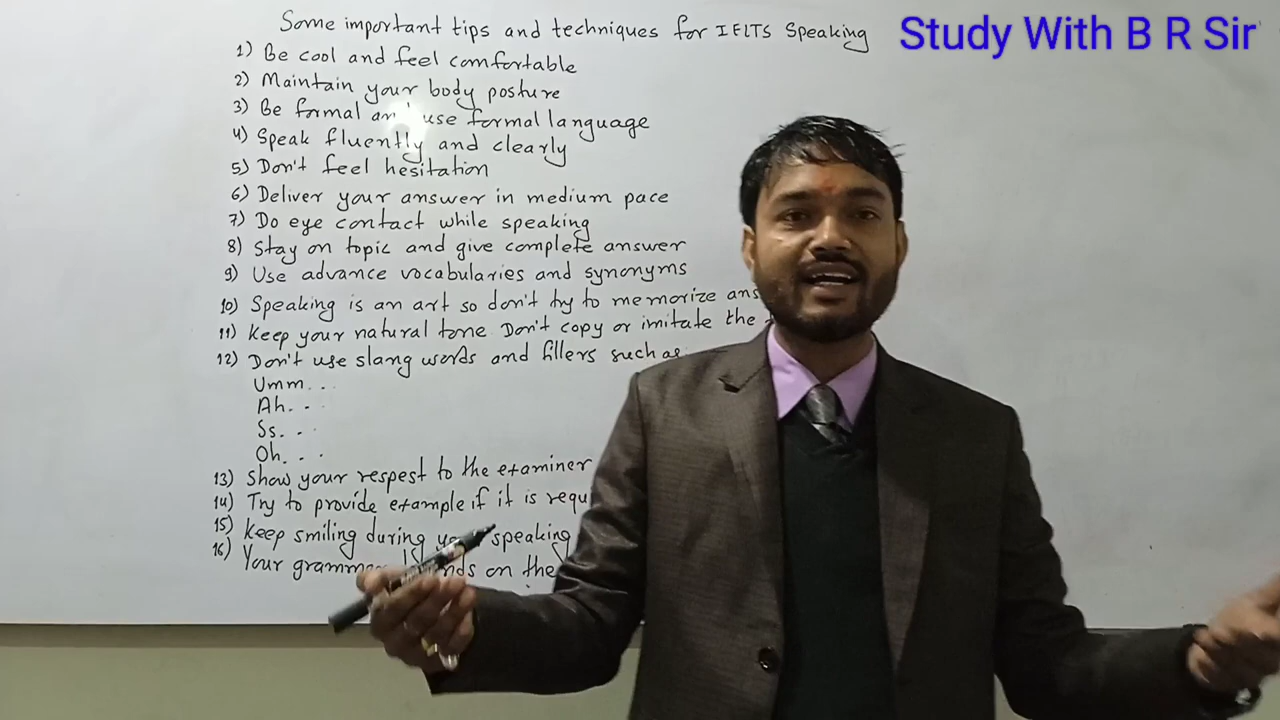 Some important tips and techniques for IELTS Speaking
Study With B R Sir
1) Be cool and feel comfortable
2) Maintain your body posture
3) Be formal an use formal language
4) Speak fluently and clearly
5) Don't feel hesitation
6) Deliver your answer in medium pace
7) Do eye contact while speaking
8) Stay on topic and give complete answer
9) Use advance vocabularies and synonyms
10) Speaking is an art so don't try to memorize ans
11) Keep your natural tone. Don't copy or imitate the
12) Don't use slang words and fillers such as
Umm...
Ah...
Ss...
Oh...
13) Show your respest to the examiner
14) Try to provide example if it is requ
15) Keep smiling during speaking
16) Your on the